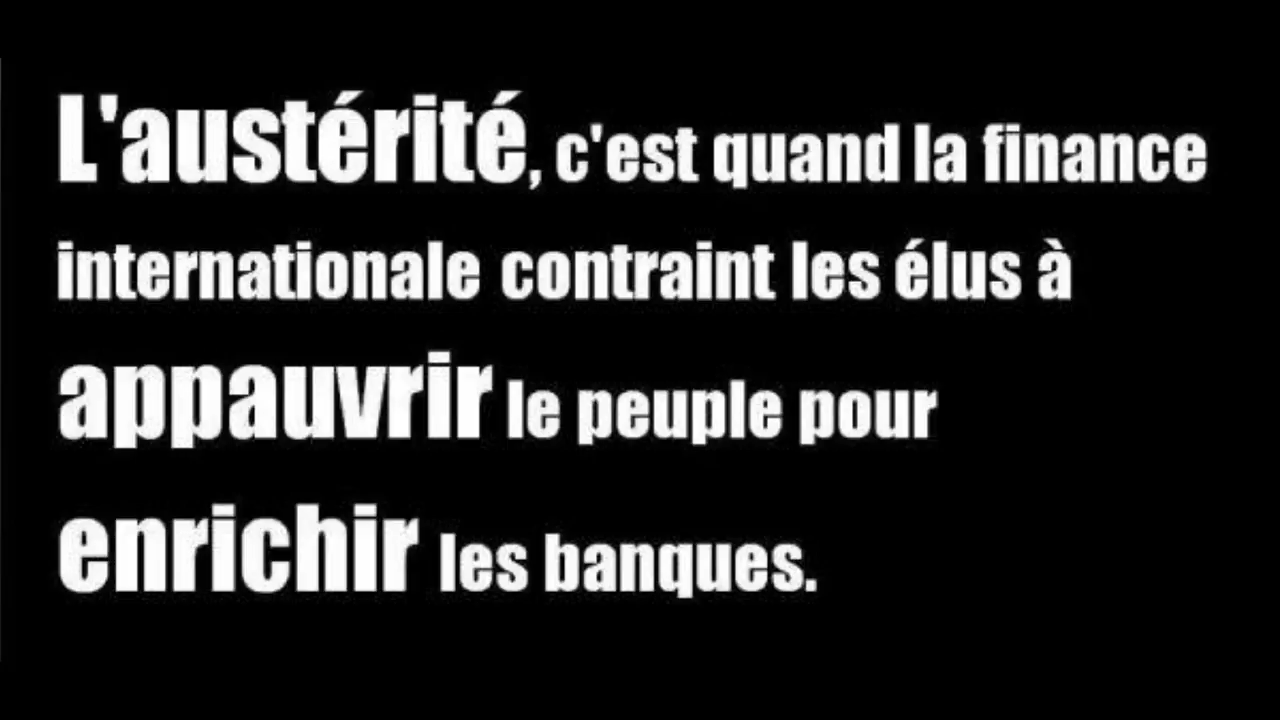 L'austérité, c'est quand la finance
internationale contraint les élus à
appauvrir le peuple pour
enrichir les banques.